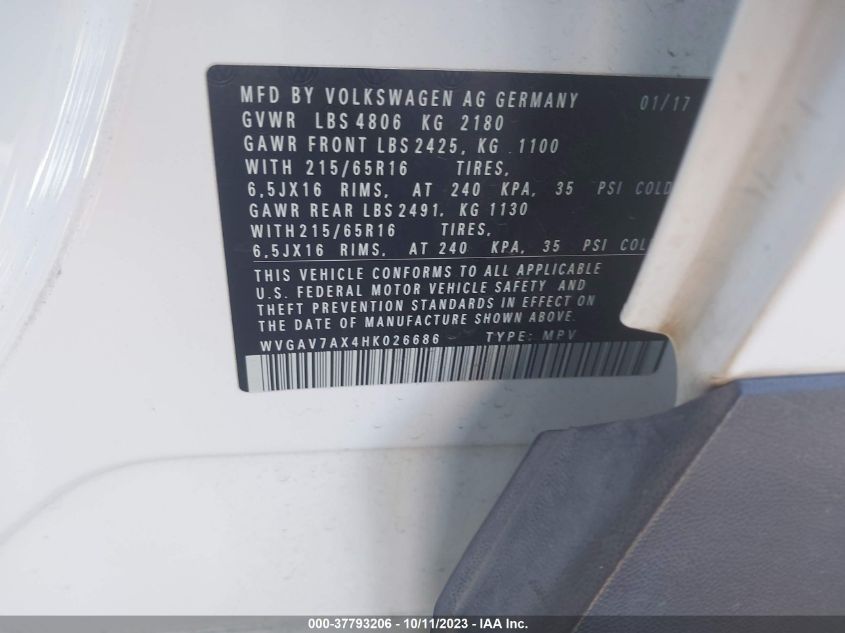 MFD BY VOLKSWAGEN AG GERMANY 01/17
GVWR LBS 4806 KG 2180
GAWR FRONT LBS 2425, KG 1100
WITH 215/65R16 TIRES,
6,5JX16 RIMS, AT 240 KPA, 35 PSI COLD
GAWR REAR LBS 2491. KG 1130
WITH 215/65R16 TIRES,
6,5JX16 RIMS, AT 240 KPA, 35 PSI COL
THIS VEHICLE CONFORMS TO ALL APPLICABLE
U.S. FEDERAL MOTOR VEHICLE SAFETY AND
THEFT PREVENTION STANDARDS IN EFFECT ON
THE DATE OF MANUFACTURE SHOWN ABOVE.
WVGAV7AX4HK026686 TYPE: MPV
000-37793206 - 10/11/2023 - IAA Inc.